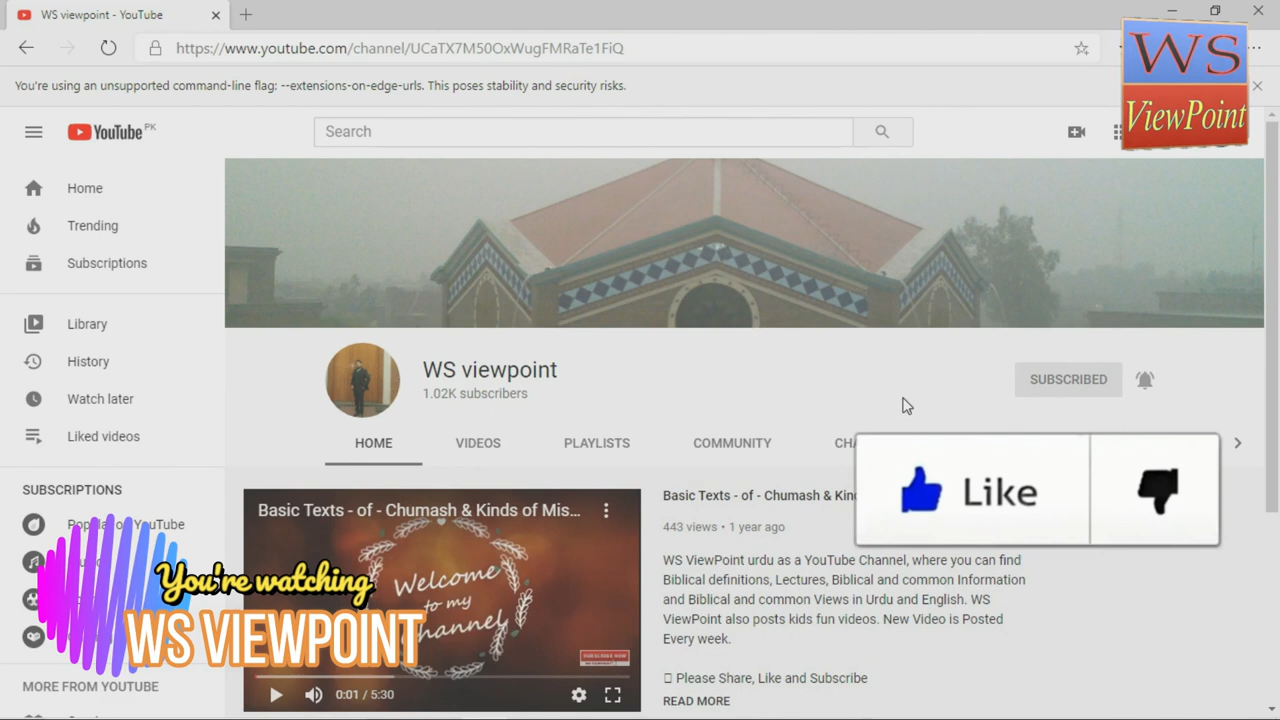 WS viewpoint - YouTube
https://www.youtube.com/channel/UCaTX7M50OxWugFMRaTe1FiQ
You're using an unsupported command-line flag: --extensions-on-edge-urls. This poses stability and security risks.
WS
ViewPoint
YouTube PK
Search
Home
Trending
Subscriptions
Library
History
Watch later
Liked videos
SUBSCRIPTIONS
YouTube
MORE FROM YOUTUBE
WS viewpoint
1.02K subscribers
SUBSCRIBED
HOME
VIDEOS
PLAYLISTS
COMMUNITY
Like
Basic Texts - of - Chumash & Kinds of Mis...
Welcome
to my
channel
SUBSCRIBE NOW
0:01 / 5:30
Basic Texts - of - Chumash & Kin
443 views • 1 year ago
WS ViewPoint urdu as a YouTube Channel, where you can find
Biblical definitions, Lectures, Biblical and common Information
and Biblical and common Views in Urdu and English. WS
ViewPoint also posts kids fun videos. New Video is Posted
Every week.
Please Share, Like and Subscribe
READ MORE
You're watching
WS VIEWPOINT